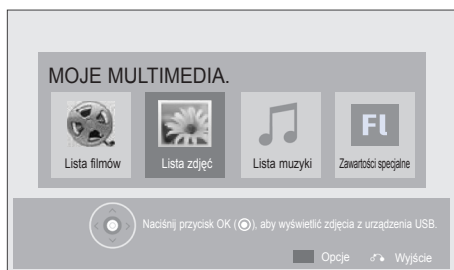 MOJE MULTIMEDIA.
Lista filmów
Lista zdjęć
Lista muzyki
FL
Zawartości specjalne
Naciśnij przycisk OK (◉), aby wyświetlić zdjęcia z urządzenia USB.
Opcje
Wyjście